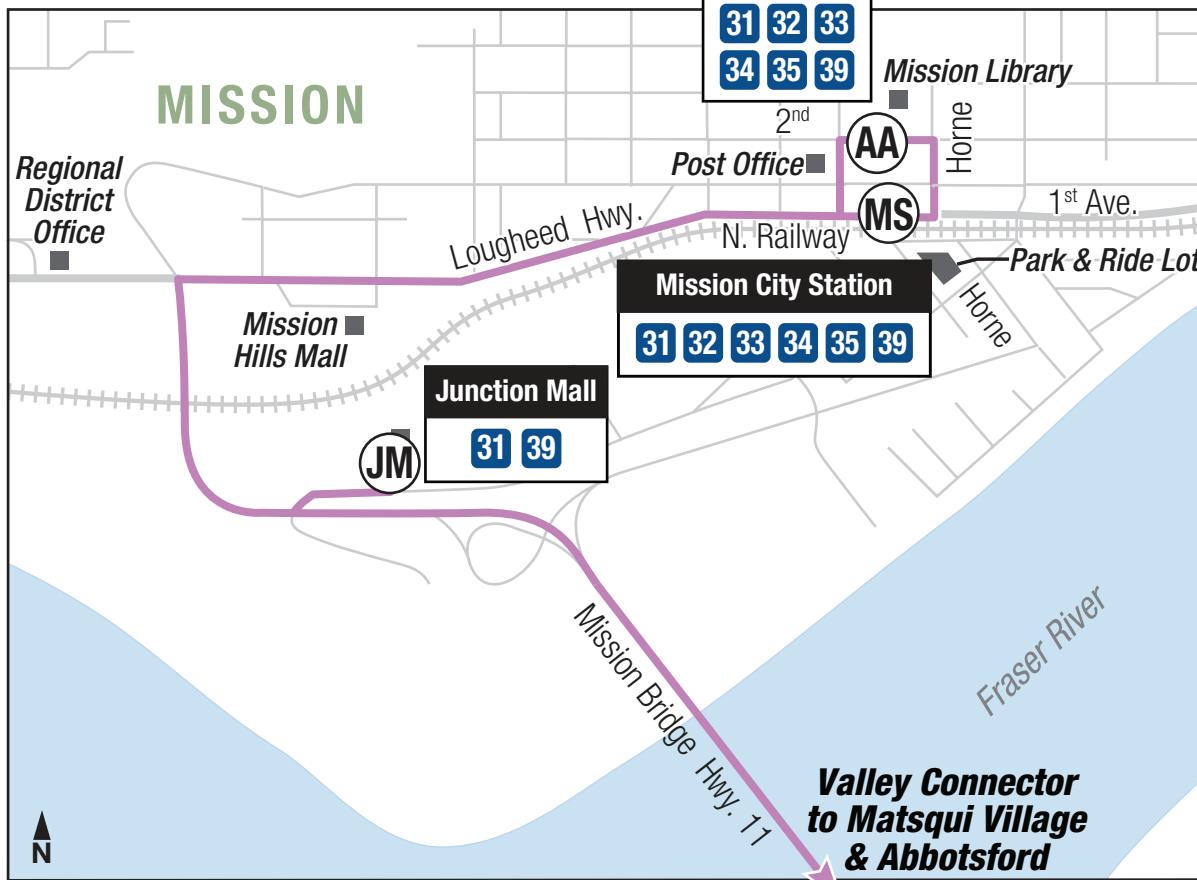 31 32 33
34 35 39
Mission Library
MISSION
2nd
AA
Horne
Post Office
Regional
District
Office
MS
1st Ave.
Lougheed Hwy.
N. Railway
Park & Ride Lot
Mission City Station
31 32 33 34 35 39
Horne
Mission
Hills Mall
Junction Mall
31 39
JM
Mission Bridge Hwy. 11
Fraser River
Valley Connector
to Matsqui Village
& Abbotsford
N